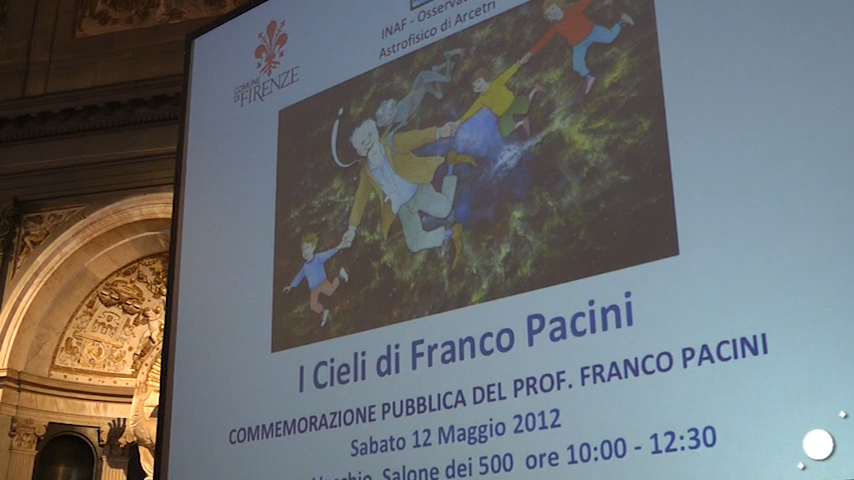 COMUNE
DI FIRENZE
INAF - Osserva
Astrofisico di Arcetri
I Cieli di Franco Pacini
COMMEMORAZIONE PUBBLICA DEL PROF. FRANCO PACINI
Sabato 12 Maggio 2012
Vecchio, Salone dei 500 ore 10:00 - 12:30